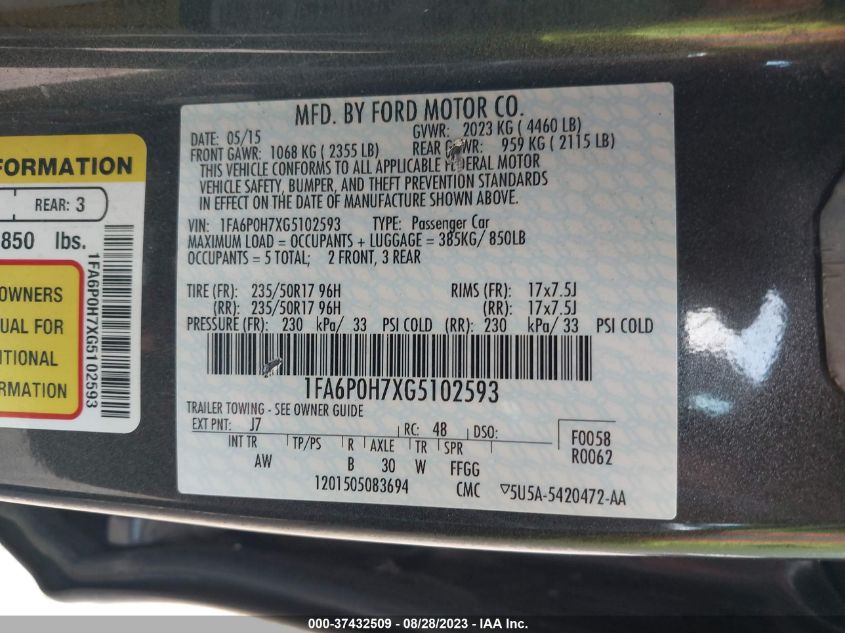 MFD. BY FORD MOTOR CO.
DATE: 05/15 GVWR: 2023 KG ( 4460 LB)
FRONT GAWR: 1068 KG ( 2355 LB) REAR GAWR: 959 KG ( 2115 LB)
THIS VEHICLE CONFORMS TO ALL APPLICABLE FEDERAL MOTOR
VEHICLE SAFETY, BUMPER, AND THEFT PREVENTION STANDARDS
IN EFFECT ON THE DATE OF MANUFACTURE SHOWN ABOVE.
VIN: 1FA6P0H7XG5102593 TYPE: Passenger Car
MAXIMUM LOAD = OCCUPANTS + LUGGAGE = 385KG/ 850LB
OCCUPANTS = 5 TOTAL; 2 FRONT, 3 REAR
TIRE (FR): 235/50R17 96H RIMS (FR): 17x7.5J
(RR): 235/50R17 96H (RR): 17x7.5J
PRESSURE (FR): 230 kPa/ 33 PSI COLD (RR): 230 kPa/ 33 PSI COLD
1FA6P0H7XG5102593
TRAILER TOWING - SEE OWNER GUIDE
EXT PNT: J7 RC: 48 DSO: F0058
INT TR TP/PS R AXLE TR SPR R0062
AW B 30 W FFGG
1201505083694 CMC 5U5A-5420472-AA
FORMATION
REAR: 3
850 lbs.
OWNERS
UAL FOR
ITIONAL
ORMATION
1FA6P0H7XG5102593
000-37432509 - 08/28/2023 - IAA Inc.